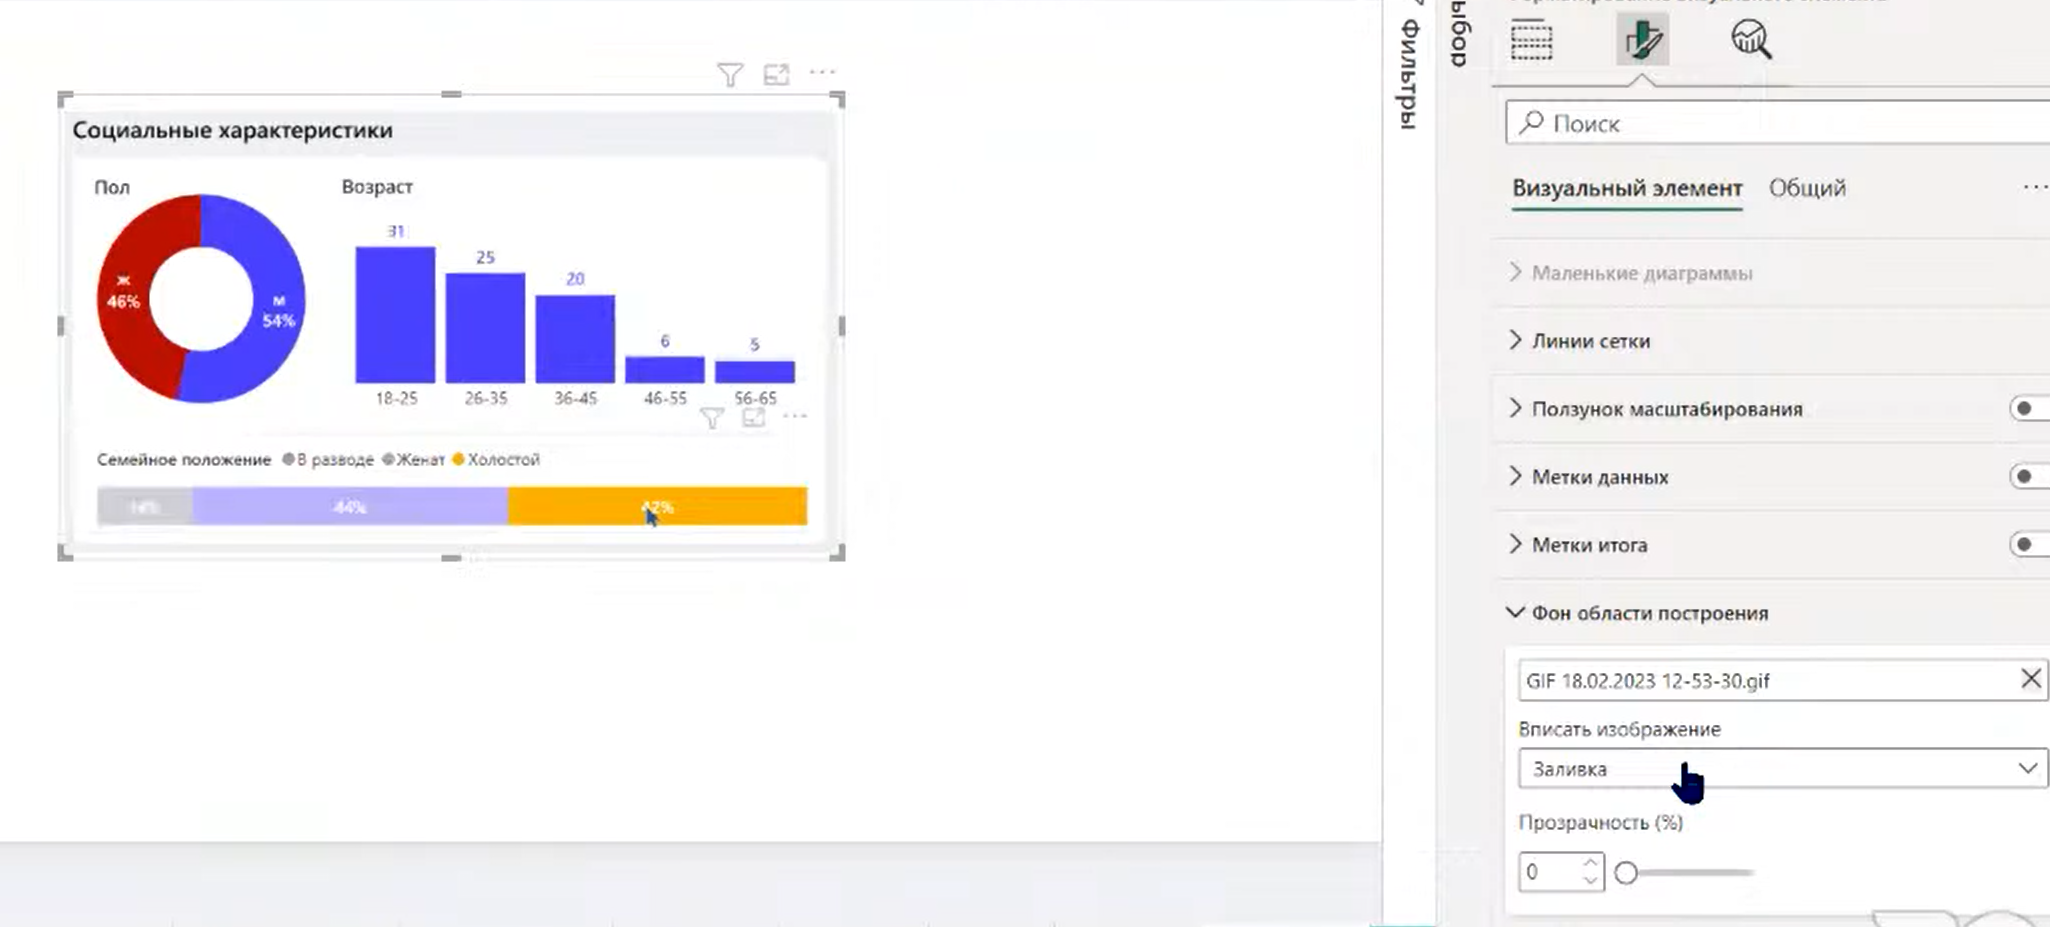 Фильтры
Поиск
Визуальный элемент Общий
Маленькие диаграммы
Линии сетки
Ползунок масштабирования
Метки данных
Метки итога
Фон области построения
GIF 18.02.2023 12-53-30.gif
Вписать изображение
Заливка
Прозрачность (%)
0
Социальные характеристики
Пол
Ж
46%
М
54%
Возраст
31
25
20
6
5
18-25
26-35
36-45
46-55
56-65
Семейное положение В разводе Женат Холостой
14% 44% 42%